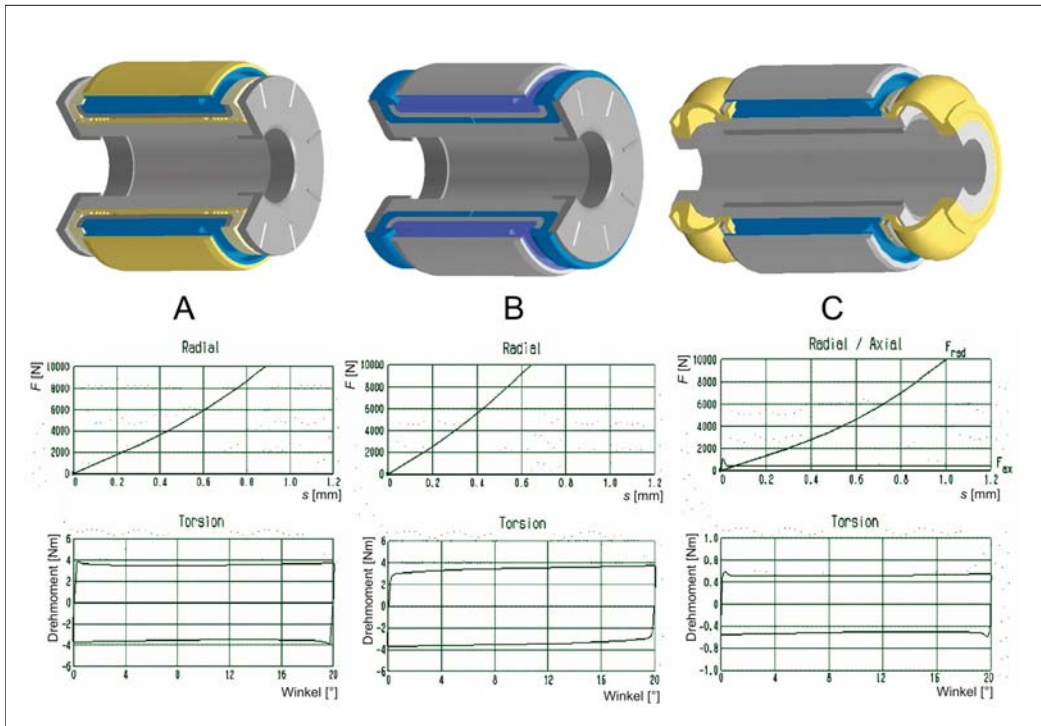 A
B
C
Radial
F [N]
10000
8000
6000
4000
2000
0
0 0.2 0.4 0.6 0.8 1.0 1.2
s [mm]
Radial
F [N]
10000
8000
6000
4000
2000
0
0 0.2 0.4 0.6 0.8 1.0 1.2
s [mm]
Radial / Axial
F rad
F [N]
10000
8000
6000
4000
2000
0
F ax
0 0.2 0.4 0.6 0.8 1.0 1.2
s [mm]
Torsion
Drehmoment [Nm]
6
4
2
0
-2
-4
-6
0 4 8 12 16 20
Winkel [°]
Torsion
Drehmoment [Nm]
6
4
2
0
-2
-4
-6
0 4 8 12 16 20
Winkel [°]
Torsion
Drehmoment [Nm]
1.0
0.8
0.4
0
-0.4
-0.8
-1.0
0 4 8 12 16 20
Winkel [°]